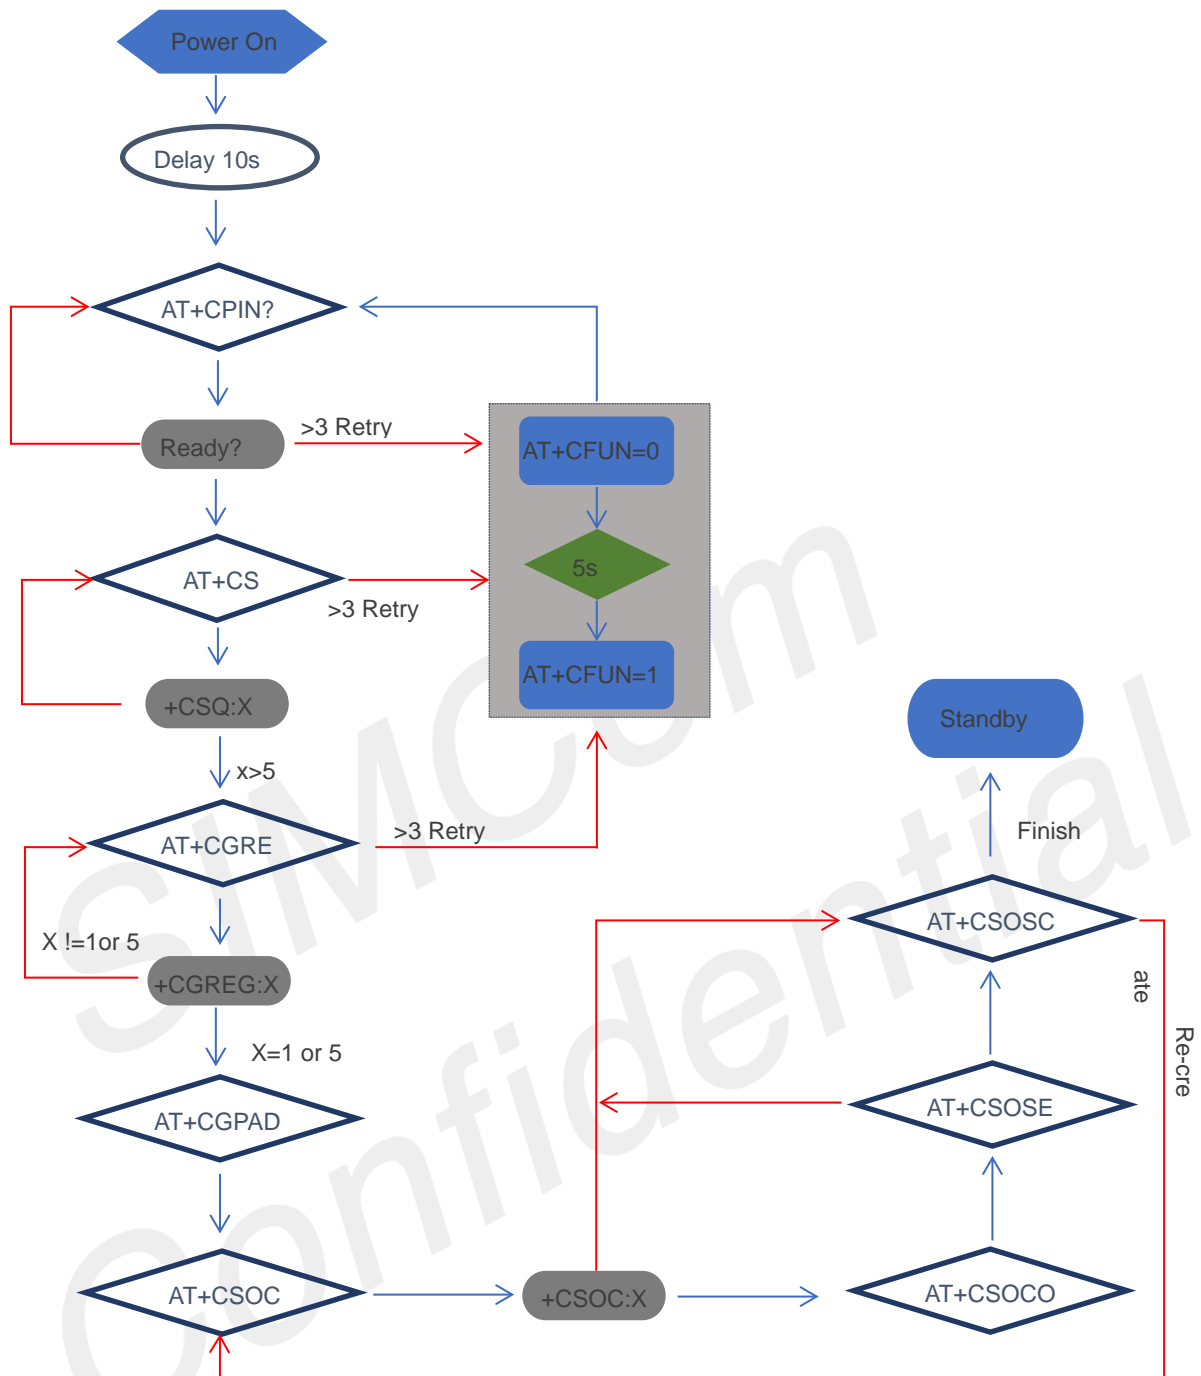 Power On
Delay 10s
AT+CPIN?
Ready?
>3 Retry
AT+CFUN=0
5s
AT+CFUN=1
AT+CS
>3 Retry
+CSQ:X
x>5
AT+CGRE
>3 Retry
X !=1or 5
+CGREG:X
X=1 or 5
AT+CGPAD
AT+CSOC
+CSOC:X
AT+CSOCO
AT+CSOSE
AT+CSOSC
Re-cre
ate
Finish
Standby
SIMCom
Confidential